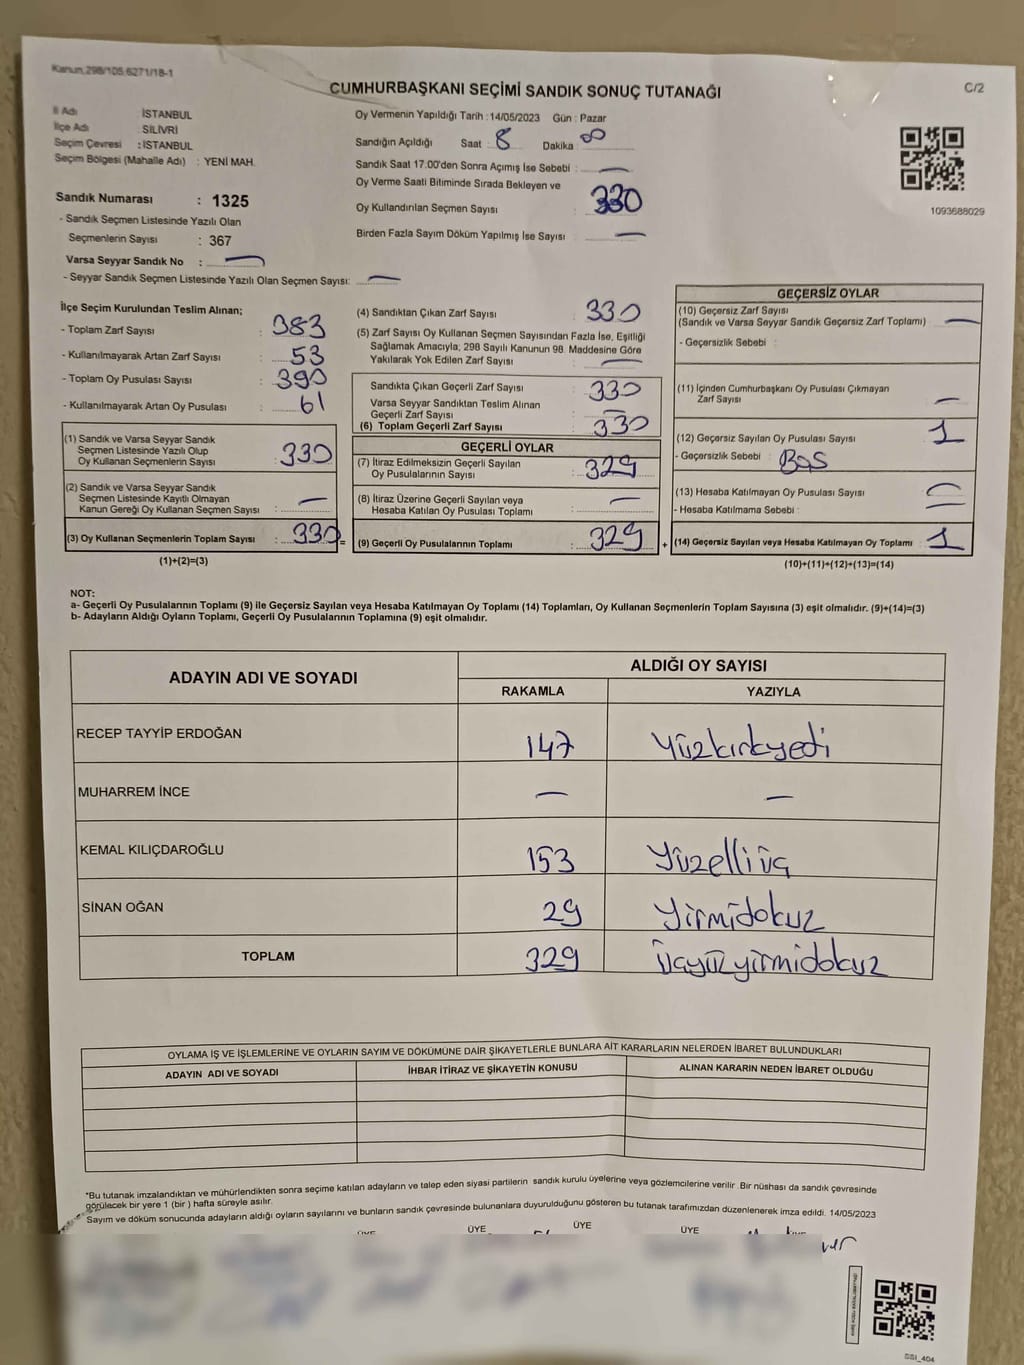 Kanun.298/105.6271/18-1
CUMHURBAŞKANI SEÇİMİ SANDIK SONUÇ TUTANAĞI
C/2
İl Adı İSTANBUL
İlçe Adı : SİLİVRİ
Seçim Çevresi : İSTANBUL
Seçim Bölgesi (Mahalle Adı) : YENİ MAH.
Sandık Numarası : 1325
- Sandık Seçmen Listesinde Yazılı Olan
Seçmenlerin Sayısı : 367
Varsa Seyyar Sandık No : —
- Seyyar Sandık Seçmen Listesinde Yazılı Olan Seçmen Sayısı: —
Oy Vermenin Yapıldığı Tarih : 14/05/2023 Gün : Pazar
Sandığın Açıldığı Saat 8 Dakika
Sandık Saat 17.00'den Sonra Açımış İse Sebebi : —
Oy Verme Saati Bitiminde Sırada Bekleyen ve
Oy Kullandırılan Seçmen Sayısı : 330
Birden Fazla Sayım Döküm Yapılmış İse Sayısı —
1093688029
İlçe Seçim Kurulundan Teslim Alınan;
- Toplam Zarf Sayısı : 383
- Kullanılmayarak Artan Zarf Sayısı : 53
- Toplam Oy Pusulası Sayısı : 390
- Kullanılmayarak Artan Oy Pusulası : 61
(1) Sandık ve Varsa Seyyar Sandık
Seçmen Listesinde Yazılı Olup
Oy Kullanan Seçmenlerin Sayısı : 330
(2) Sandık ve Varsa Seyyar Sandık
Seçmen Listesinde Kayıtlı Olmayan
Kanun Gereği Oy Kullanan Seçmen Sayısı : —
(3) Oy Kullanan Seçmenlerin Toplam Sayısı : 330 =
(1)+(2)=(3)
(4) Sandıktan Çıkan Zarf Sayısı : 330
(5) Zarf Sayısı Oy Kullanan Seçmen Sayısından Fazla İse, Eşitliği
Sağlamak Amacıyla; 298 Sayılı Kanunun 98. Maddesine Göre
Yakılarak Yok Edilen Zarf Sayısı : —
Sandıkta Çıkan Geçerli Zarf Sayısı : 330
Varsa Seyyar Sandıktan Teslim Alınan
Geçerli Zarf Sayısı : —
(6) Toplam Geçerli Zarf Sayısı : 330
GEÇERLİ OYLAR
(7) İtiraz Edilmeksizin Geçerli Sayılan
Oy Pusulalarının Sayısı : 329
(8) İtiraz Üzerine Geçerli Sayılan veya
Hesaba Katılan Oy Pusulası Toplamı : —
(9) Geçerli Oy Pusulalarının Toplamı : 329 +
GEÇERSİZ OYLAR
(10) Geçersiz Zarf Sayısı
(Sandık ve Varsa Seyyar Sandık Geçersiz Zarf Toplamı) : —
- Geçersizlik Sebebi :
(11) İçinden Cumhurbaşkanı Oy Pusulası Çıkmayan
Zarf Sayısı : —
(12) Geçersiz Sayılan Oy Pusulası Sayısı : 1
- Geçersizlik Sebebi : Boş
(13) Hesaba Katılmayan Oy Pusulası Sayısı : —
- Hesaba Katılmama Sebebi : —
(14) Geçersiz Sayılan veya Hesaba Katılmayan Oy Toplamı : 1
(10)+(11)+(12)+(13)=(14)
NOT:
a- Geçerli Oy Pusulalarının Toplamı (9) ile Geçersiz Sayılan veya Hesaba Katılmayan Oy Toplamı (14) Toplamları, Oy Kullanan Seçmenlerin Toplam Sayısına (3) eşit olmalıdır. (9)+(14)=(3)
b- Adayların Aldığı Oyların Toplamı, Geçerli Oy Pusulalarının Toplamına (9) eşit olmalıdır.
ADAYIN ADI VE SOYADI ALDIĞI OY SAYISI
RAKAMLA YAZIYLA
RECEP TAYYİP ERDOĞAN 147 Yüzkırkyedi
MUHARREM İNCE — —
KEMAL KILIÇDAROĞLU 153 Yüzelliüç
SİNAN OĞAN 29 Yirmidokuz
TOPLAM 329 Üçyüzyirmidokuz
OYLAMA İŞ VE İŞLEMLERİNE VE OYLARIN SAYIM VE DÖKÜMÜNE DAİR ŞİKAYETLERLE BUNLARA AİT KARARLARIN NELERDEN İBARET BULUNDUKLARI
ADAYIN ADI VE SOYADI İHBAR İTİRAZ VE ŞİKAYETİN KONUSU ALINAN KARARIN NEDEN İBARET OLDUĞU
*Bu tutanak imzalandıktan ve mühürlendikten sonra seçime katılan adayların ve talep eden siyasi partilerin sandık kurulu üyelerine veya gözlemcilerine verilir. Bir nüshası da sandık çevresinde
görülecek bir yere 1 (bir) hafta süreyle asılır.
Sayım ve döküm sonucunda adayların aldığı oyların sayılarını ve bunların sandık çevresinde bulunanlara duyurulduğunu gösteren bu tutanak tarafımızdan düzenlenerek imza edildi. 14/05/2023
ÜYE ÜYE ÜYE ÜYE
SSI_404